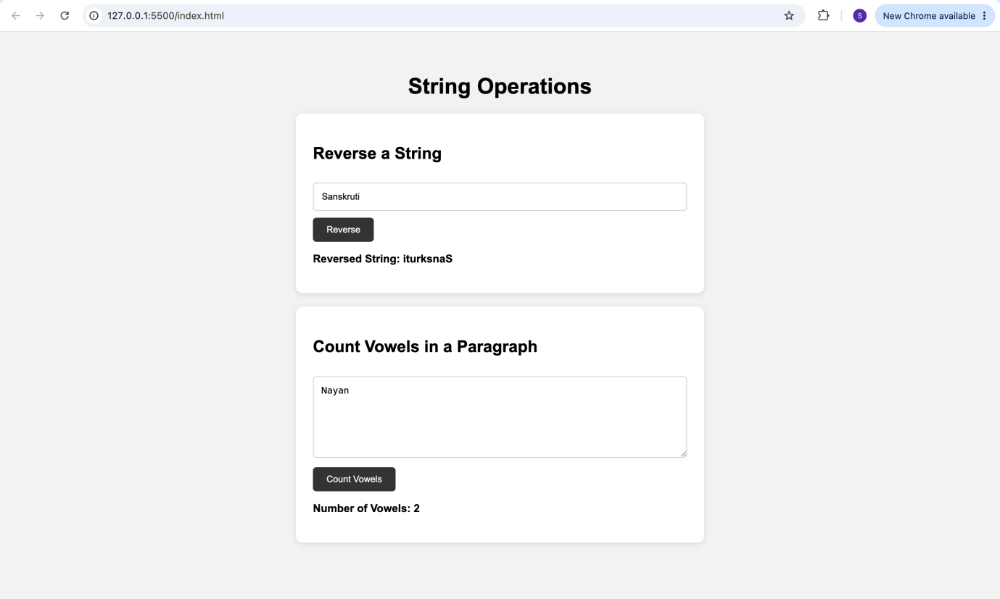 127.0.0.1:5500/index.html
S
New Chrome available
String Operations
Reverse a String
Sanskruti
Reverse
Reversed String: iturksnaS
Count Vowels in a Paragraph
Nayan
Count Vowels
Number of Vowels: 2